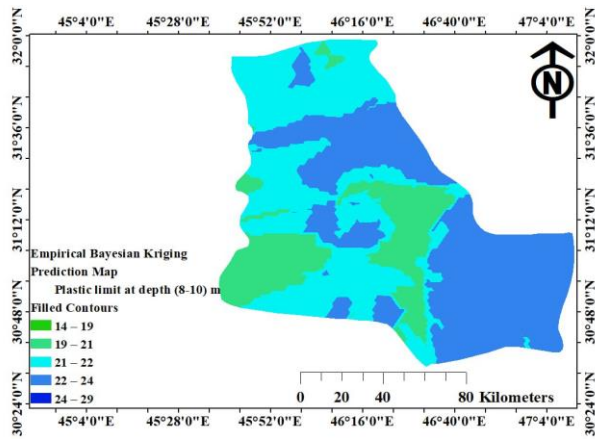 45°4'0"E 45°28'0"E 45°52'0"E 46°16'0"E 46°40'0"E 47°4'0"E
32°0'0"N
31°36'0"N
31°12'0"N
30°48'0"N
30°24'0"N
32°0'0"N
31°36'0"N
31°12'0"N
30°48'0"N
30°24'0"N
N
Empirical Bayesian Kriging
Prediction Map
Plastic limit at depth (8-10) m
Filled Contours
14 – 19
19 – 21
21 – 22
22 – 24
24 – 29
0 40 80 Kilometers
45°4'0"E 45°28'0"E 45°52'0"E 46°16'0"E 46°40'0"E 47°4'0"E